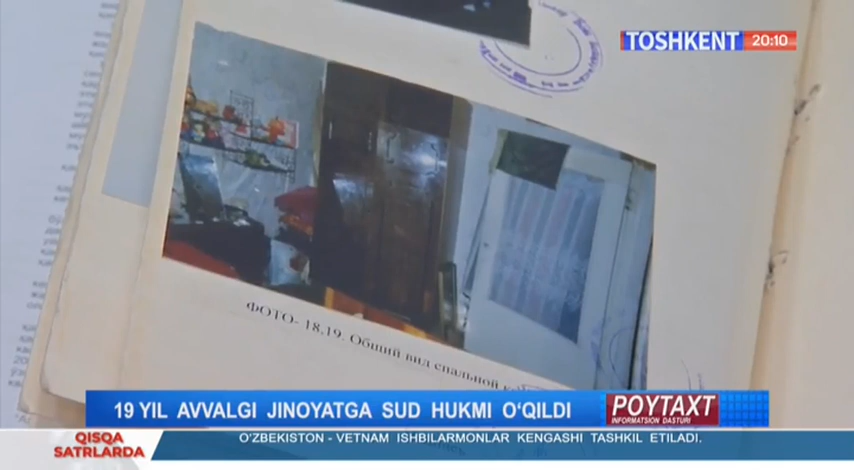 TOSHKENT 20:10
ФОТО- 18,19. Общий вид спальной
19 YIL AVVALGI JINOYATGA SUD HUKMI O‘QILDI
POYTAXT
INFORMATSION DASTURI
QISQA
SATRLARDA
O‘ZBEKISTON - VETNAM ISHBILARMONLAR KENGASHI TASHKIL ETILADI.